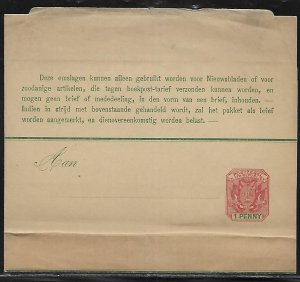 Deze omslagen kunnen alleen gebruikt worden voor Nieuwsbladen of voor
zoodanige artikelen, die tegen boekpost-tarief verzonden kunnen worden, en
mogen geen brief of mededeeling, in den vorm van een brief, inhouden. —
Indien in strijd met bovenstaande gehandeld wordt, zal het pakket als brief
worden aangemerkt, en dienovereenkomstig worden belast. —
Aan
1 PENNY